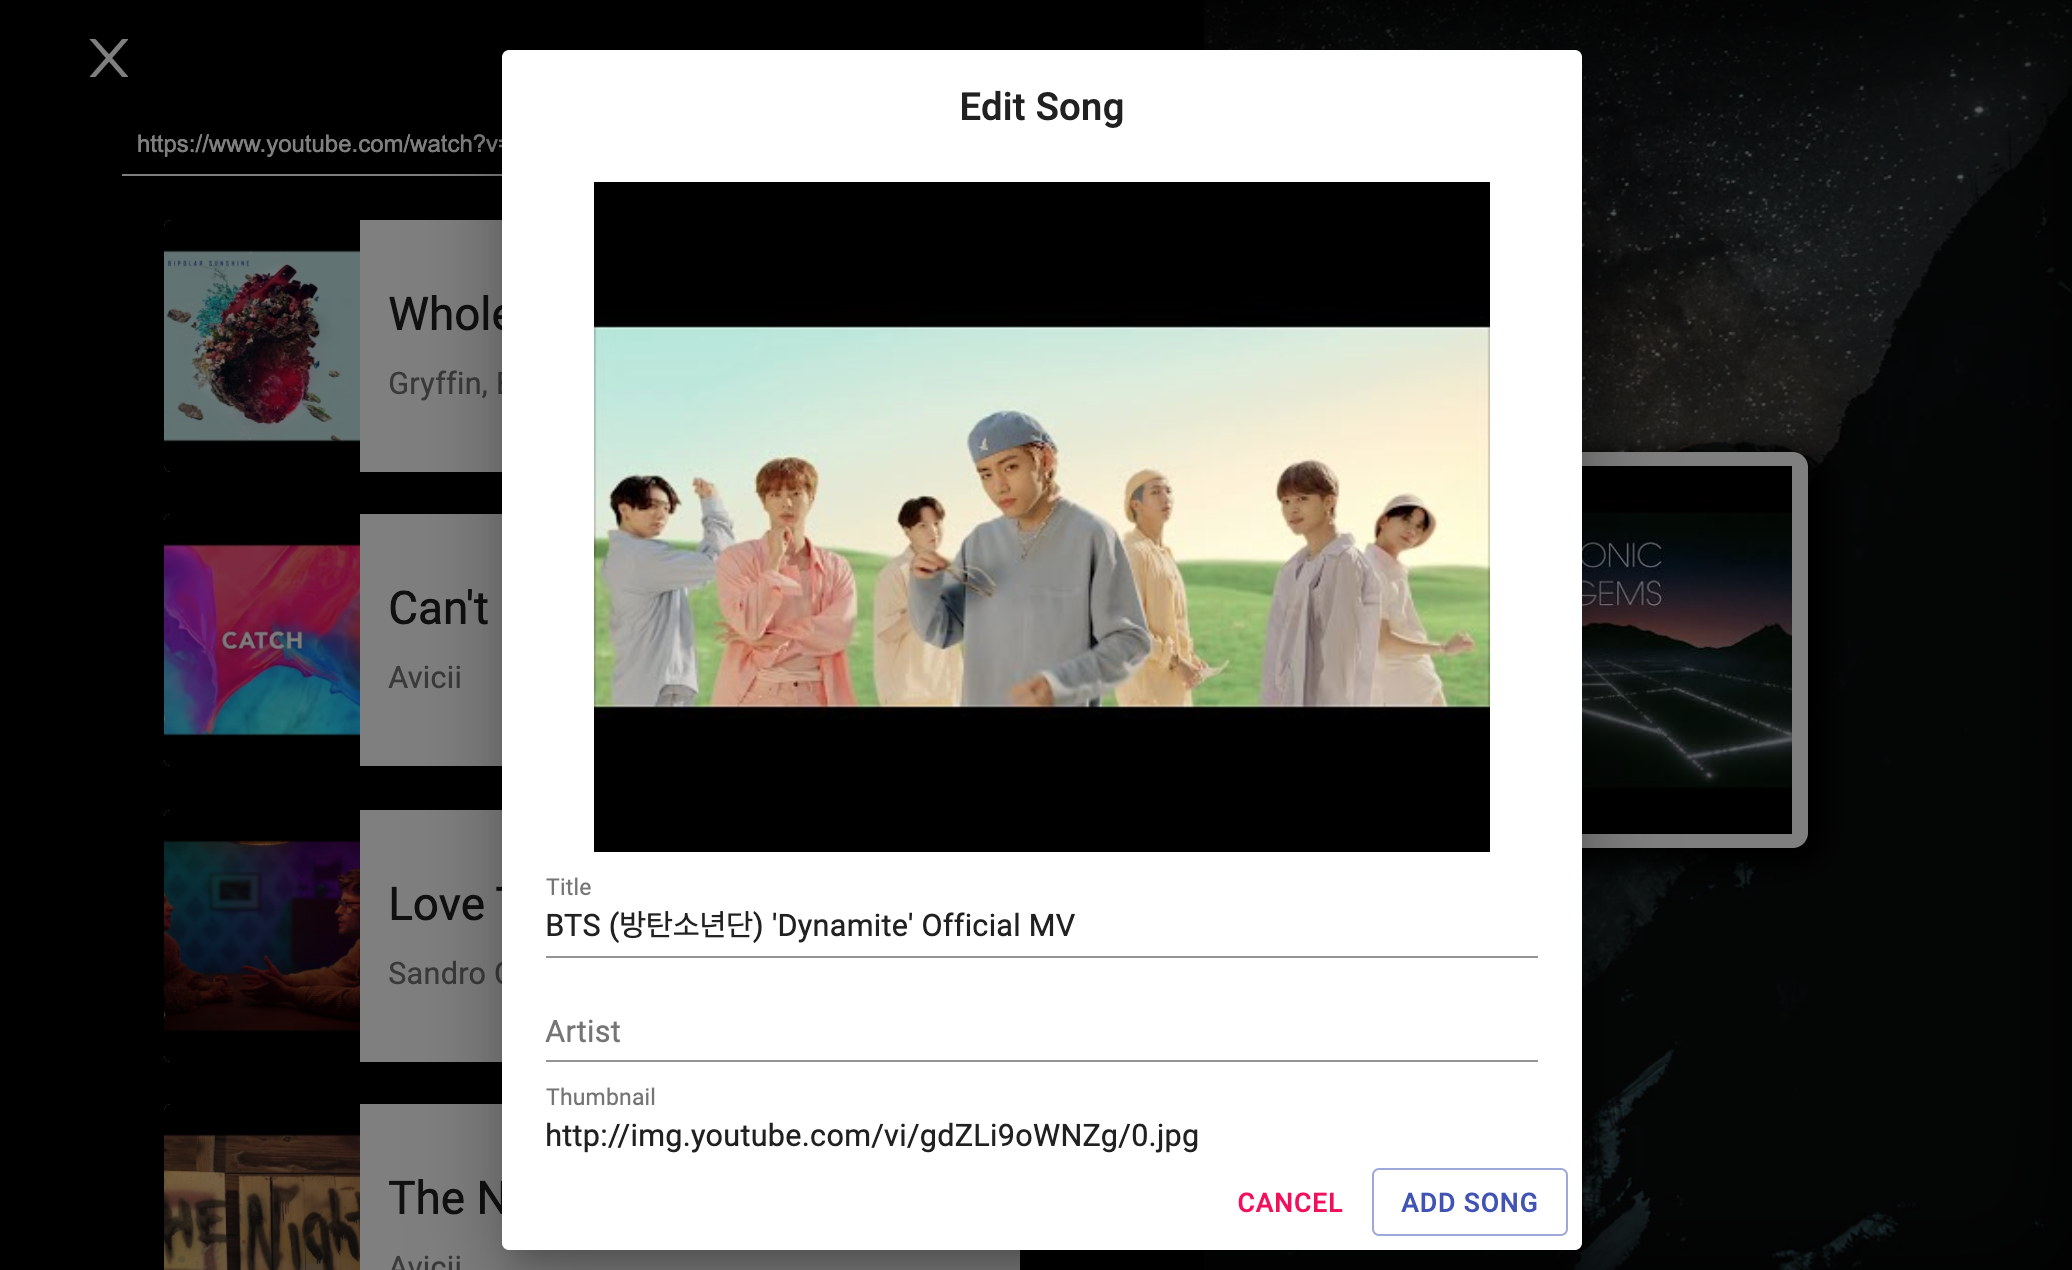 X
https://www.youtube.com/watch?v=
BIPOLAR SUNSHINE
Whole
Gryffin,
CATCH
Can't
Avicii
Love
Sandro
THE Night
The N
Avicii
Edit Song
Title
BTS (방탄소년단) 'Dynamite' Official MV
Artist
Thumbnail
http://img.youtube.com/vi/gdZLi9oWNZg/0.jpg
CANCEL
ADD SONG
ONIC
GEMS